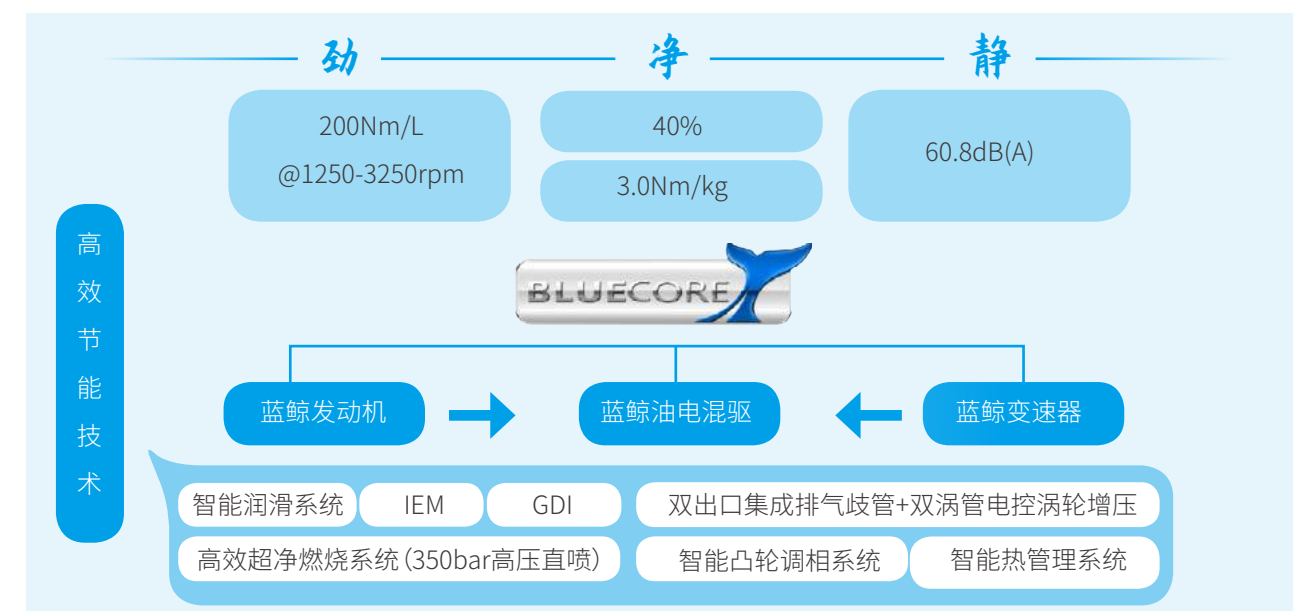 劲 净 静
200Nm/L
@1250-3250rpm
40%
3.0Nm/kg
60.8dB(A)
高效节能技术
BLUECORE
蓝鲸发动机 蓝鲸油电混驱 蓝鲸变速器
智能润滑系统 IEM GDI 双出口集成排气歧管+双涡管电控涡轮增压
高效超净燃烧系统(350bar高压直喷) 智能凸轮调相系统 智能热管理系统